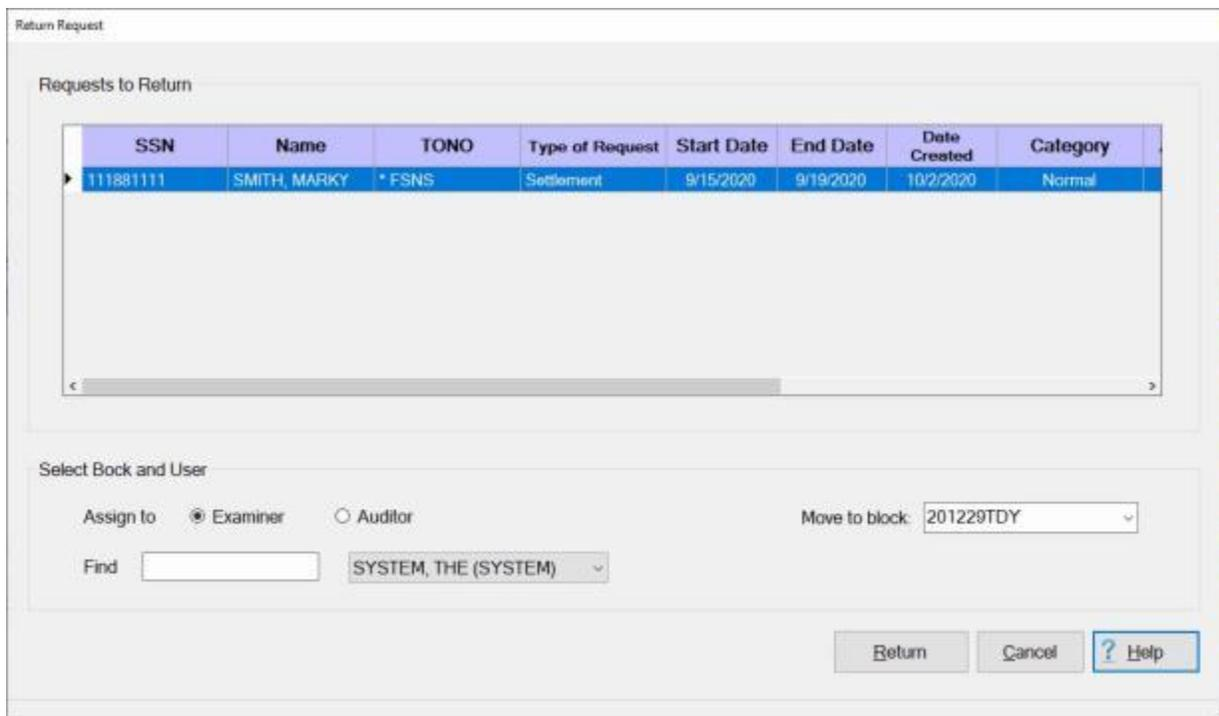 Return Request
Requests to Return
SSN Name TONO Type of Request Start Date End Date Date Created Category
111881111 SMITH, MARKY * FSNS Settlement 9/15/2020 9/19/2020 10/2/2020 Normal
Select Bock and User
Assign to Examiner Auditor Move to block: 201229TDY
Find SYSTEM, THE (SYSTEM)
Return Cancel ? Help